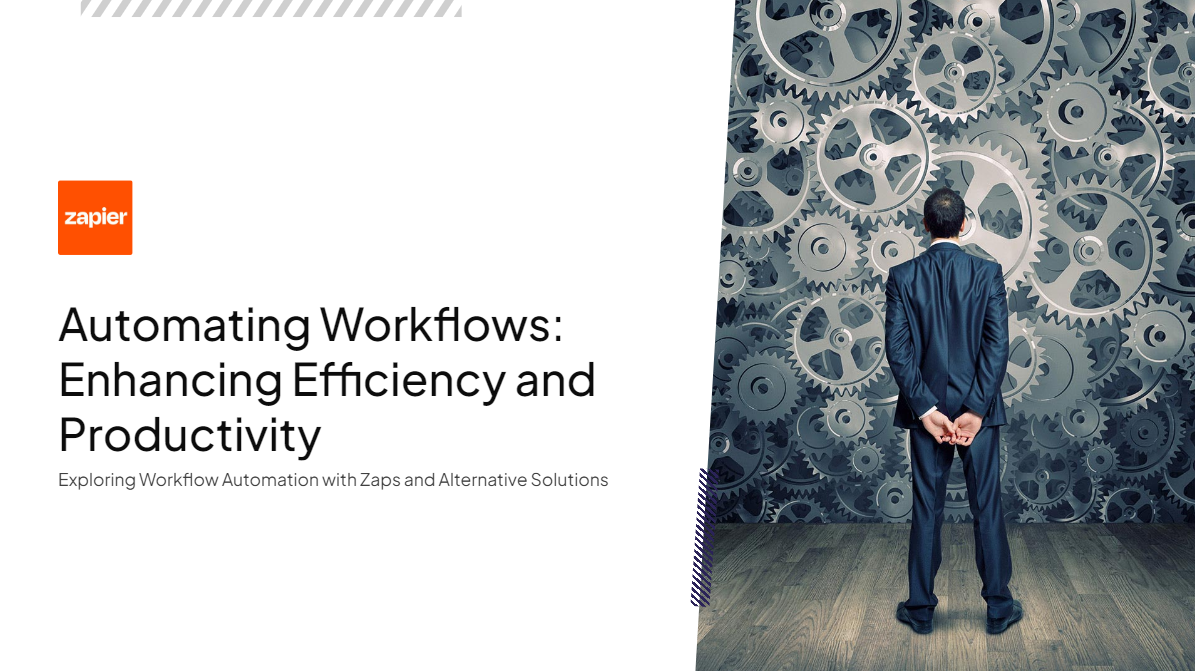 zapier
Automating Workflows:
Enhancing Efficiency and
Productivity
Exploring Workflow Automation with Zaps and Alternative Solutions